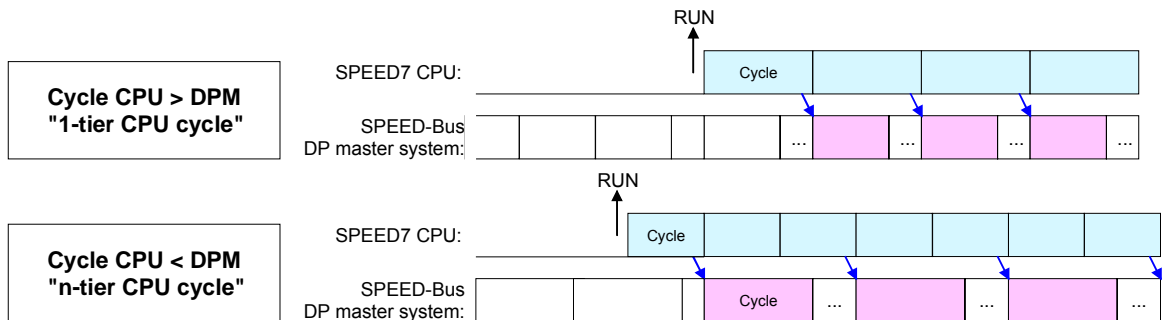 RUN
SPEED7 CPU:
Cycle
Cycle CPU > DPM
"1-tier CPU cycle"
SPEED-Bus
DP master system:
... ... ... ...
RUN
SPEED7 CPU:
Cycle
Cycle CPU < DPM
"n-tier CPU cycle"
SPEED-Bus
DP master system:
Cycle ... ... ...